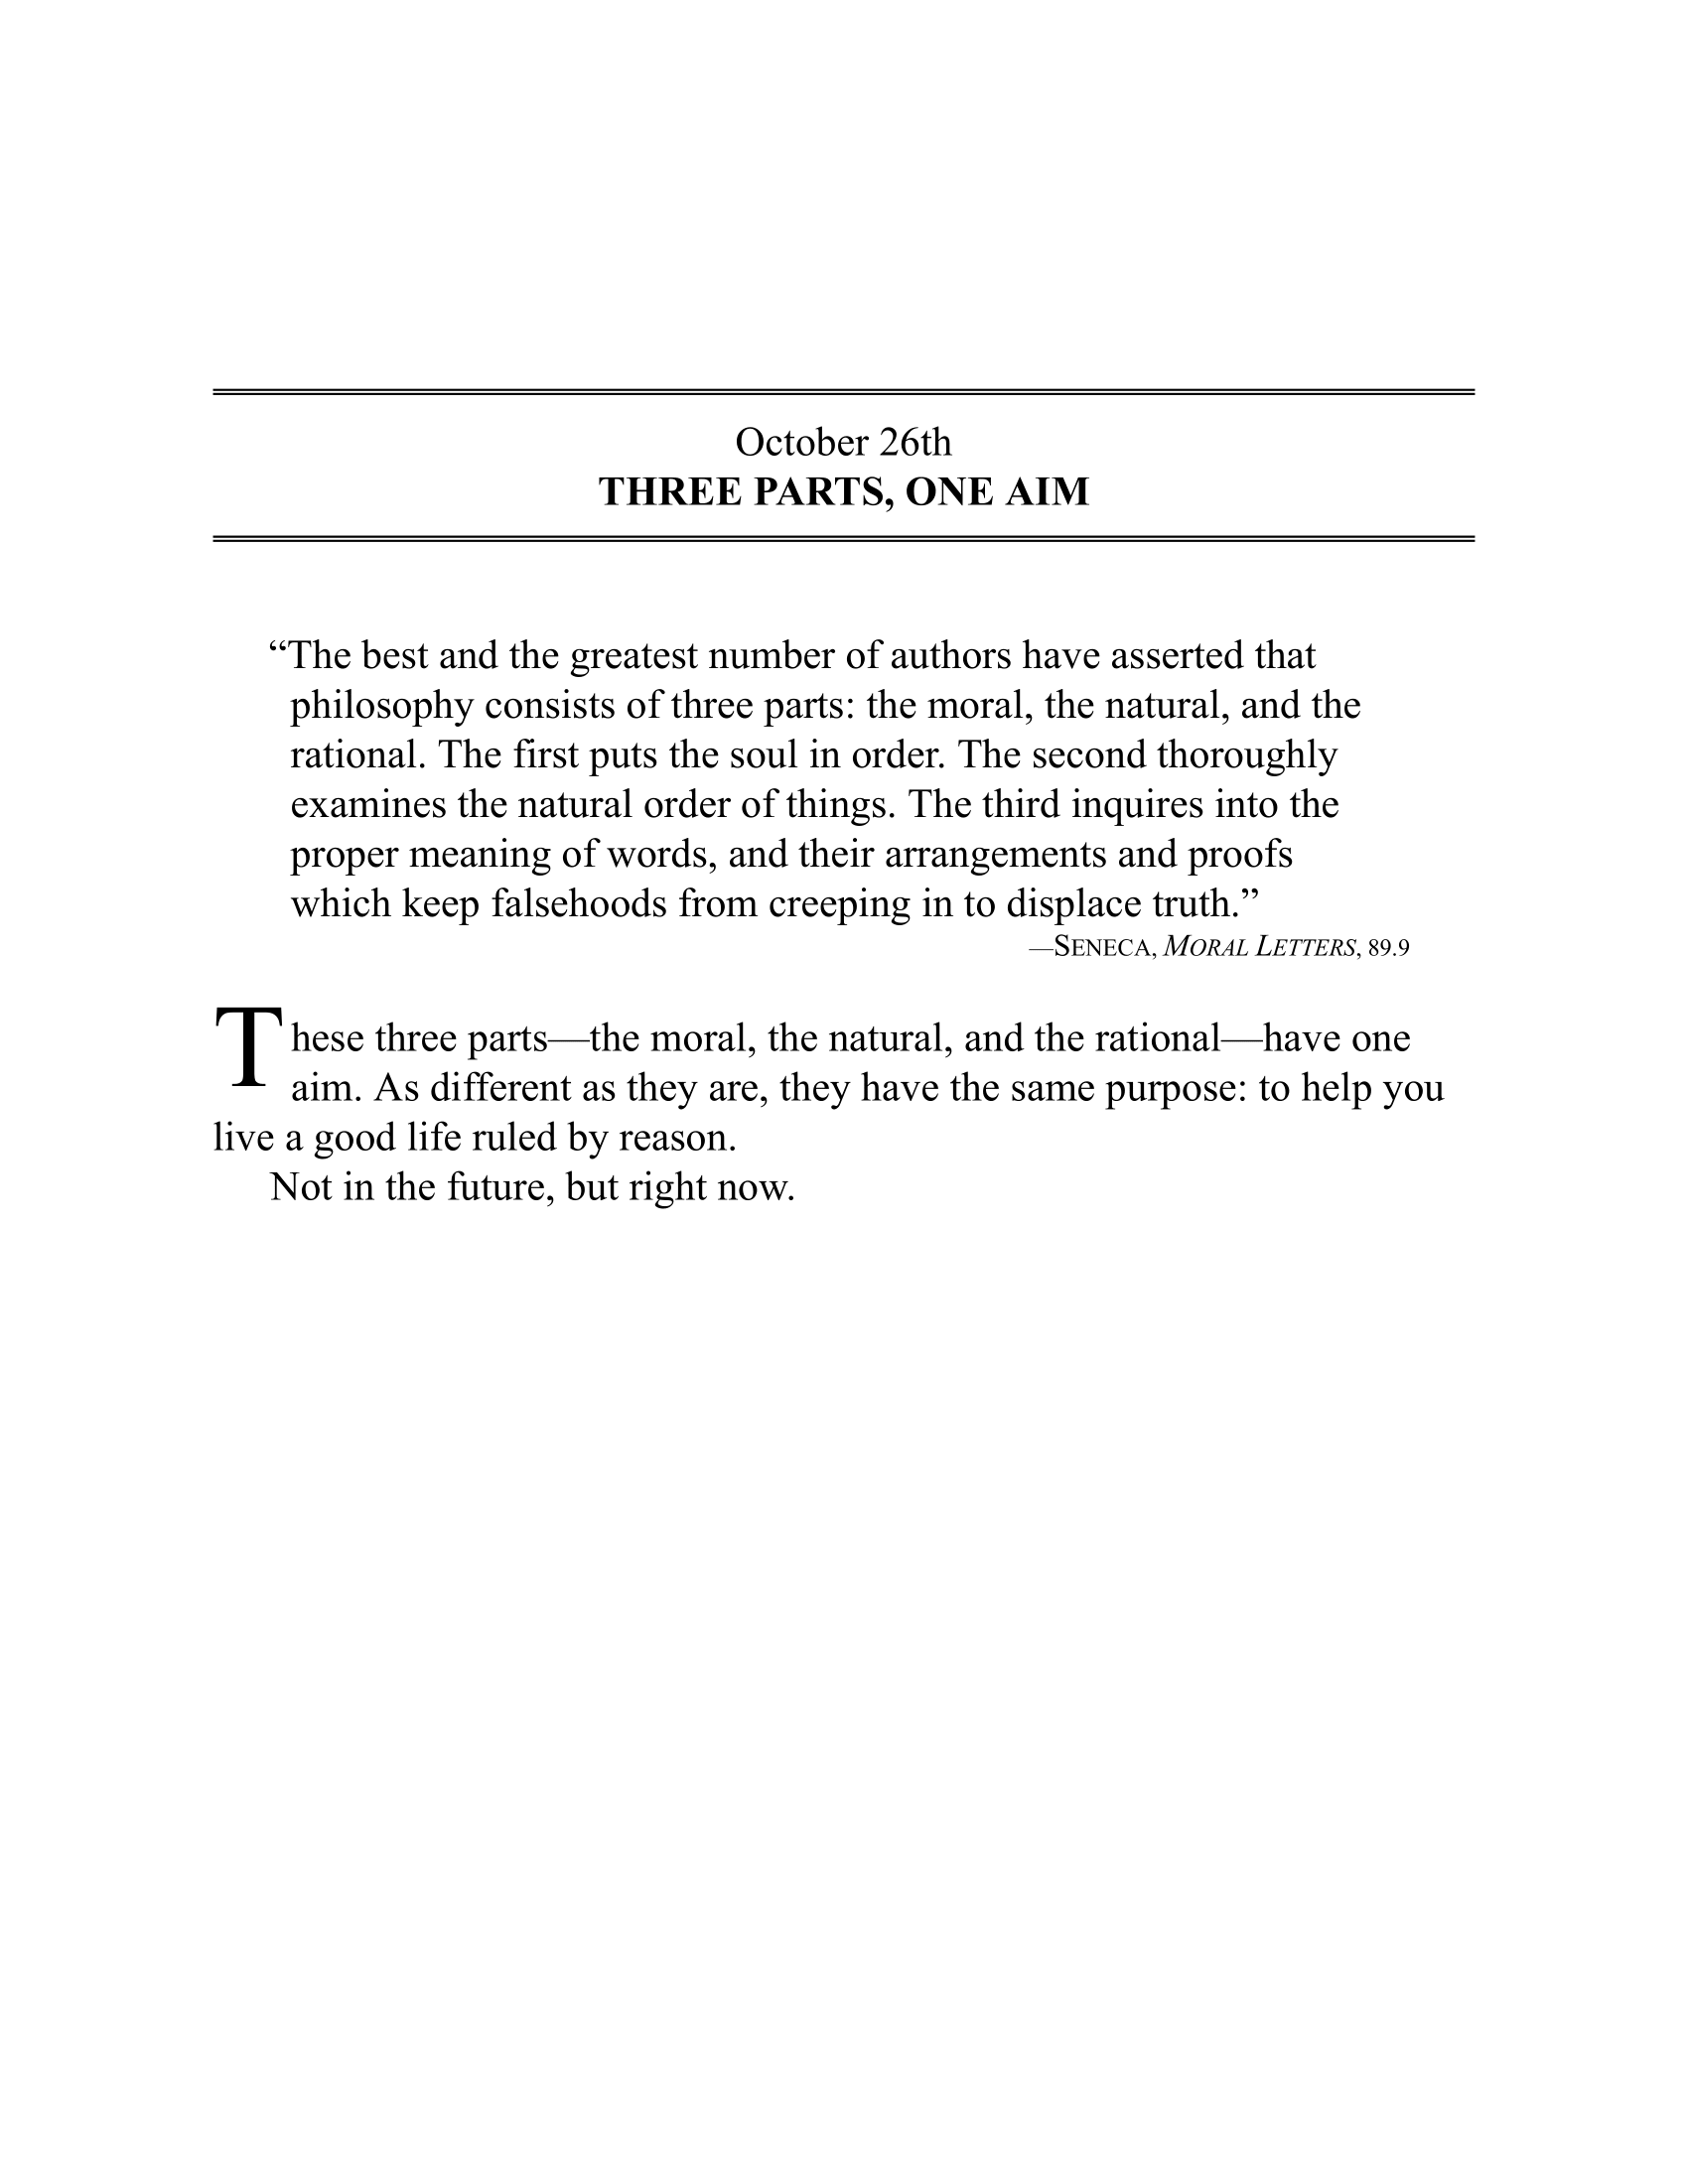 October 26th
THREE PARTS, ONE AIM
“The best and the greatest number of authors have asserted that
philosophy consists of three parts: the moral, the natural, and the
rational. The first puts the soul in order. The second thoroughly
examines the natural order of things. The third inquires into the
proper meaning of words, and their arrangements and proofs
which keep falsehoods from creeping in to displace truth.”
—SENECA, MORAL LETTERS, 89.9
These three parts—the moral, the natural, and the rational—have one
aim. As different as they are, they have the same purpose: to help you
live a good life ruled by reason.
Not in the future, but right now.